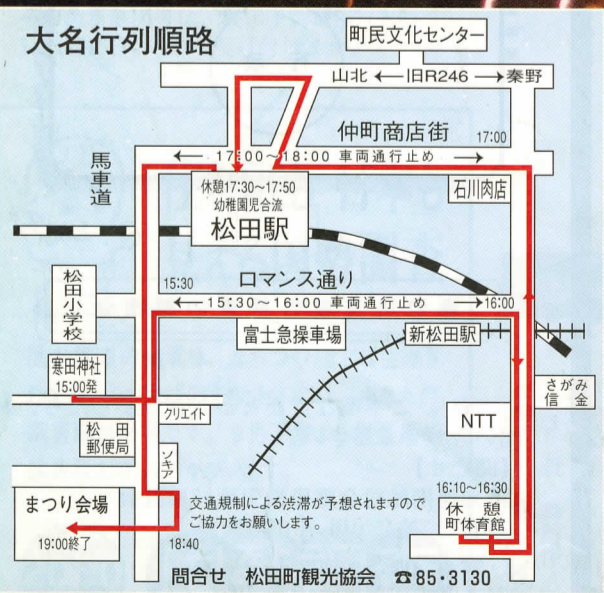 大名行列順路
町民文化センター
山北 ←旧R246→ 秦野
仲町商店街
17:00
← 17:00～18:00 車両通行止め →
馬車道
休憩17:30～17:50
幼稚園児合流
松田駅
石川肉店
15:30
ロマンス通り
← 15:30～16:00 車両通行止め →
16:00
松田小学校
富士急操車場
新松田駅
寒田神社
15:00発
さがみ
信金
クリエイト
松田
郵便局
ソキア
NTT
16:10～16:30
休憩
町体育館
まつり会場
19:00終了
交通規制による渋滞が予想されますので
ご協力をお願いします。
18:40
問合せ 松田町観光協会 ☎85・3130